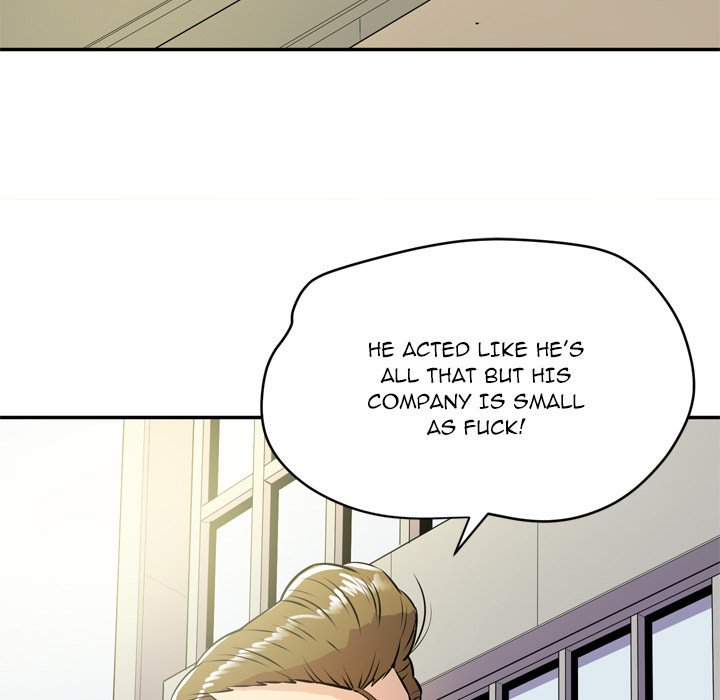 HE ACTED LIKE HE'S
ALL THAT BUT HIS
COMPANY IS SMALL
AS FUCK!